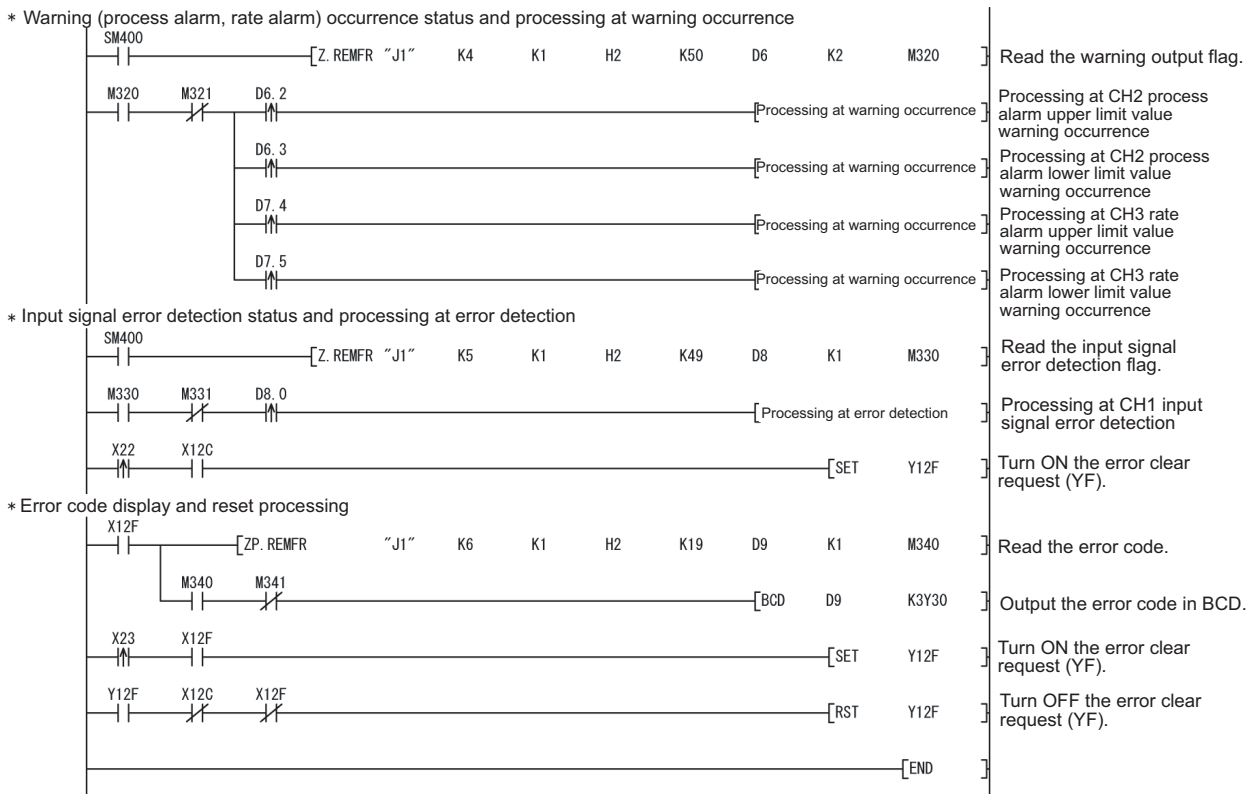 * Warning (process alarm, rate alarm) occurrence status and processing at warning occurrence
SM400
Z.REMFR "J1" K4 K1 H2 K50 D6 K2 M320
Read the warning output flag.
M320 M321 D6.2
Processing at warning occurrence
Processing at CH2 process
alarm upper limit value
warning occurrence
D6.3
Processing at warning occurrence
Processing at CH2 process
alarm lower limit value
warning occurrence
D7.4
Processing at warning occurrence
Processing at CH3 rate
alarm upper limit value
warning occurrence
D7.5
Processing at warning occurrence
Processing at CH3 rate
alarm lower limit value
warning occurrence
* Input signal error detection status and processing at error detection
SM400
Z.REMFR "J1" K5 K1 H2 K49 D8 K1 M330
Read the input signal
error detection flag.
M330 M331 D8.0
Processing at error detection
Processing at CH1 input
signal error detection
X22 X12C
SET Y12F
Turn ON the error clear
request (YF).
* Error code display and reset processing
X12F
ZP.REMFR "J1" K6 K1 H2 K19 D9 K1 M340
Read the error code.
M340 M341
BCD D9 K3Y30
Output the error code in BCD.
X23 X12F
SET Y12F
Turn ON the error clear
request (YF).
Y12F X12C X12F
RST Y12F
Turn OFF the error clear
request (YF).
END